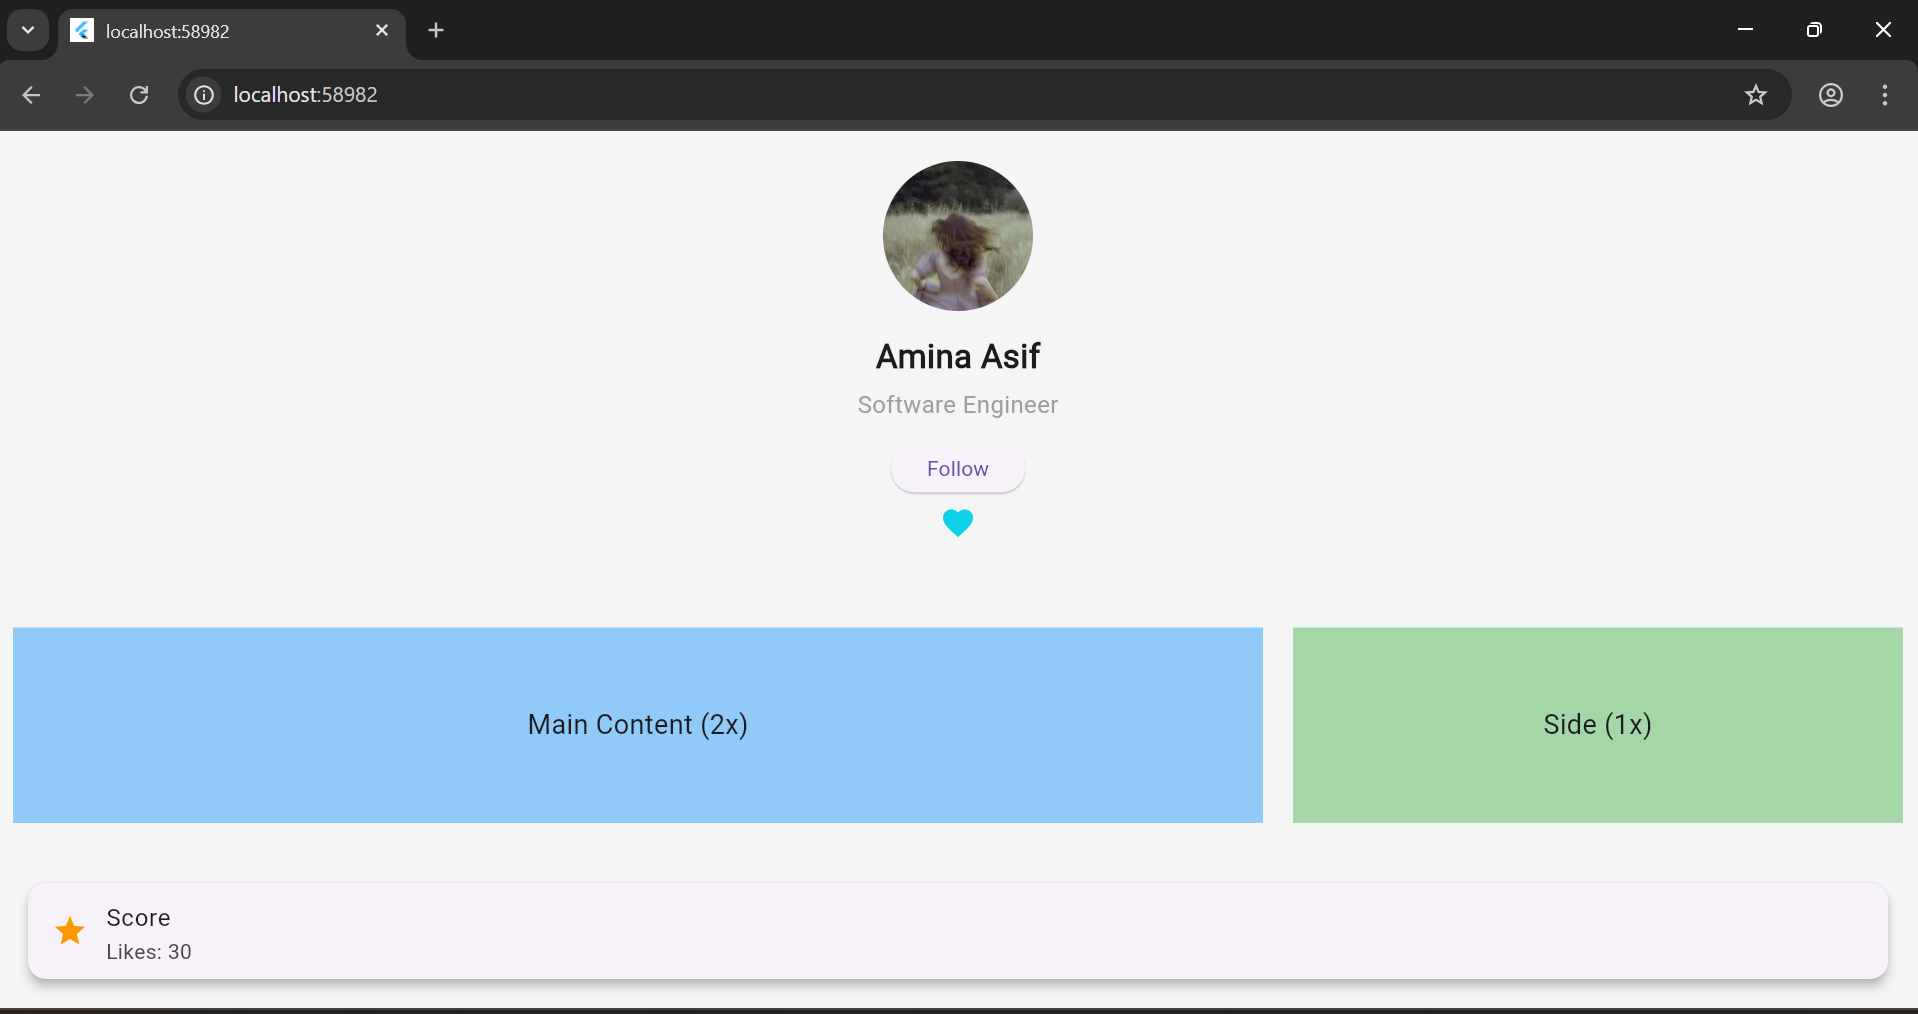 localhost:58982
localhost:58982
Amina Asif
Software Engineer
Follow
Main Content (2x)
Side (1x)
Score
Likes: 30